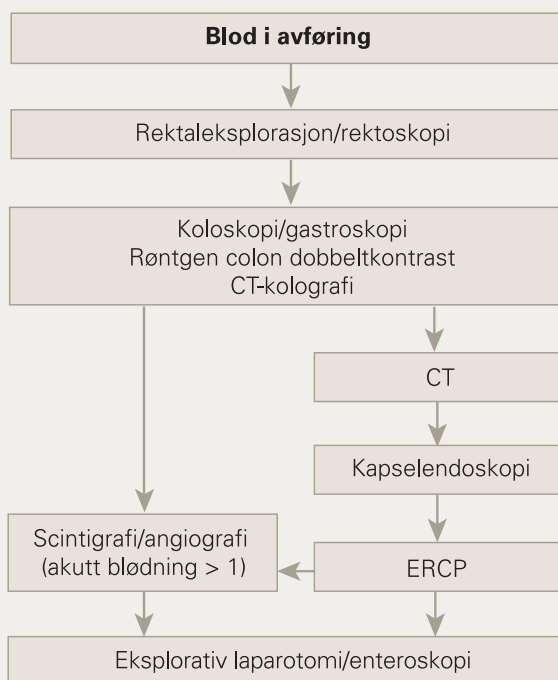 Blod i avføring
Rektaleksplorasjon/rektoskopi
Koloskopi/gastroskopi
Røntgen colon dobbeltkontrast
CT-kolografi
CT
Kapselendoskopi
Scintigrafi/angiografi
(akutt blødning > 1)
ERCP
Eksplorativ laparotomi/enteroskopi